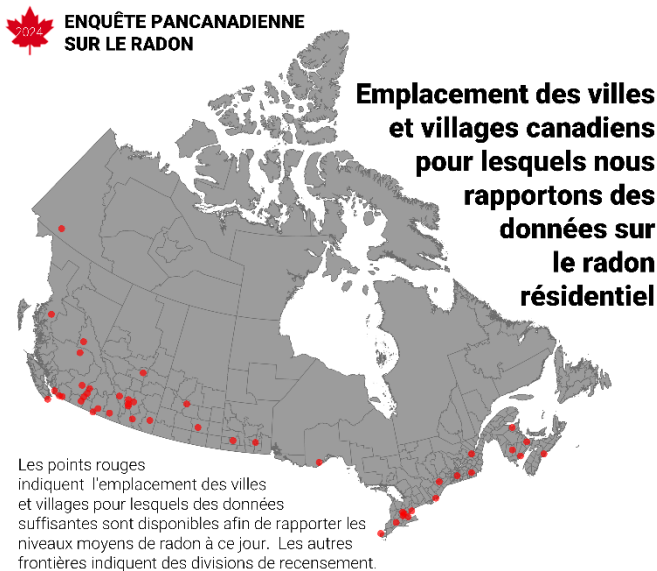 2024
ENQUÊTE PANCANADIENNE
SUR LE RADON
Emplacement des villes
et villages canadiens
pour lesquels nous
rapportons des
données sur
le radon
résidentiel
Les points rouges
indiquent l'emplacement des villes
et villages pour lesquels des données
suffisantes sont disponibles afin de rapporter les
niveaux moyens de radon à ce jour. Les autres
frontières indiquent des divisions de recensement.